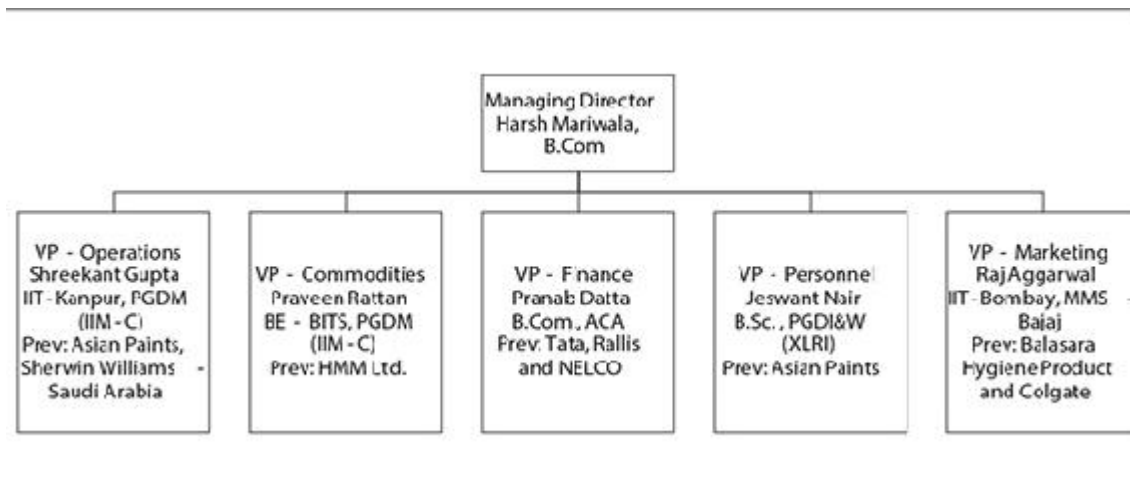 Managing Director
Harsh Mariwala,
B.Com
VP - Operations
Shreekant Gupta
IIT - Kanpur, PGDM
(IIM - C)
Prev: Asian Paints,
Sherwin Williams -
Saudi Arabia
VP - Commodities
Praveen Rattan
BE - BITS, PGDM
(IIM - C)
Prev: HMM Ltd.
VP - Finance
Pranab Datta
B.Com., ACA
Prev: Tata, Rallis
and NELCO
VP - Personnel
Jeswant Nair
B.Sc., PGDI&W
(XLRI)
Prev: Asian Paints
VP - Marketing
Raj Aggarwal
IIT - Bombay, MMS -
Bajaj
Prev: Balasara
Hygiene Product
and Colgate